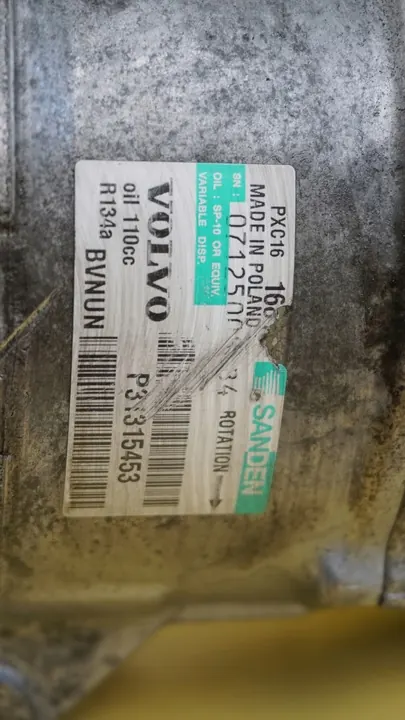 PXC16
MADE IN POLAND
SANDEN
SN :
OIL : SP-10 OR EQUIV.
VARIABLE DISP.
ROTATION →
VOLVO
oil 110cc
R134a
BVNUN